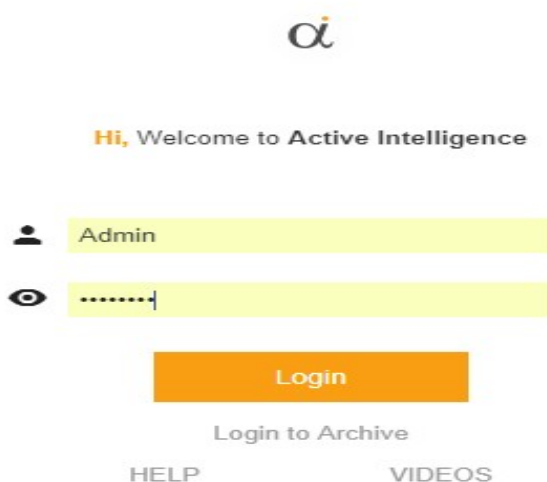 αi
Hi, Welcome to Active Intelligence
Admin
••••••••
Login
Login to Archive
HELP VIDEOS